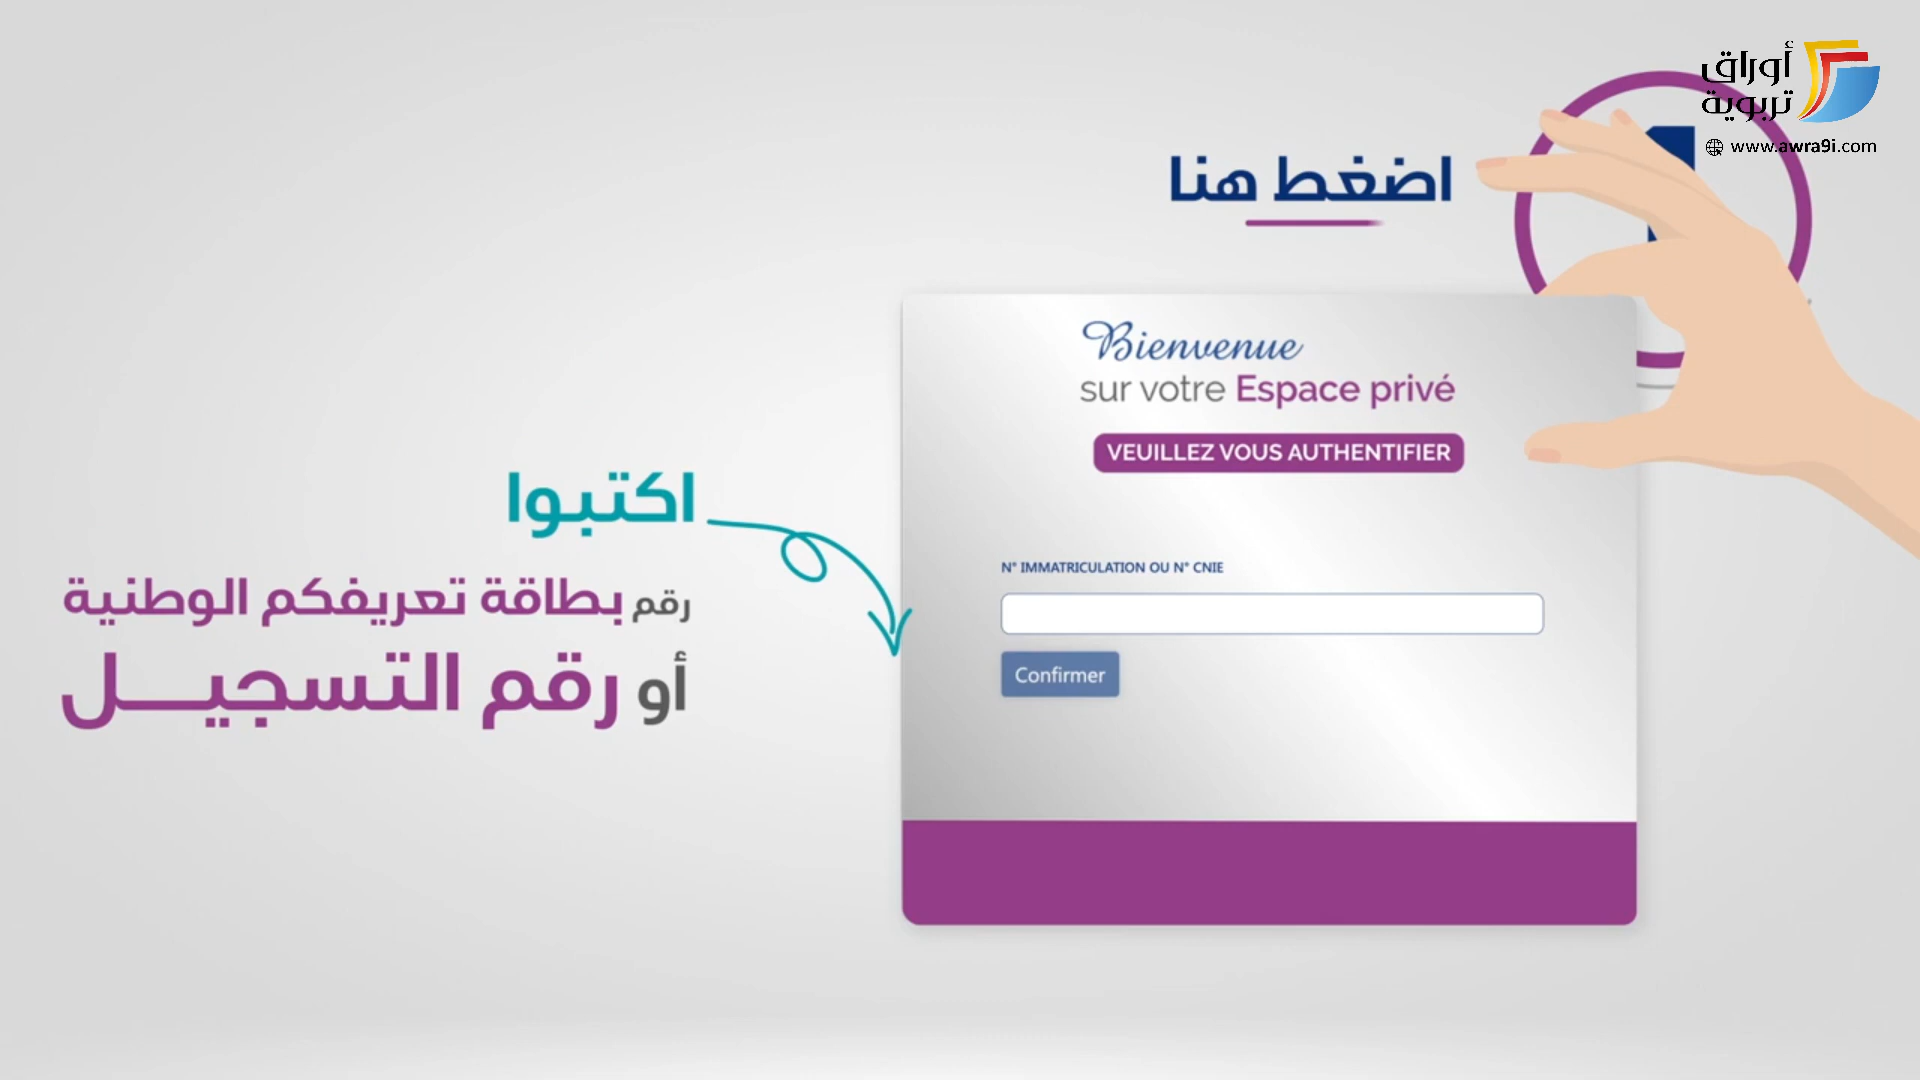 أوراق
تربوية
www.awra9i.com
اضغط هنا
Bienvenue
sur votre Espace privé
VEUILLEZ VOUS AUTHENTIFIER
اكتبوا
رقم بطاقة تعريفكم الوطنية
أو رقم التسجيل
N° IMMATRICULATION OU N° CNIE
Confirmer